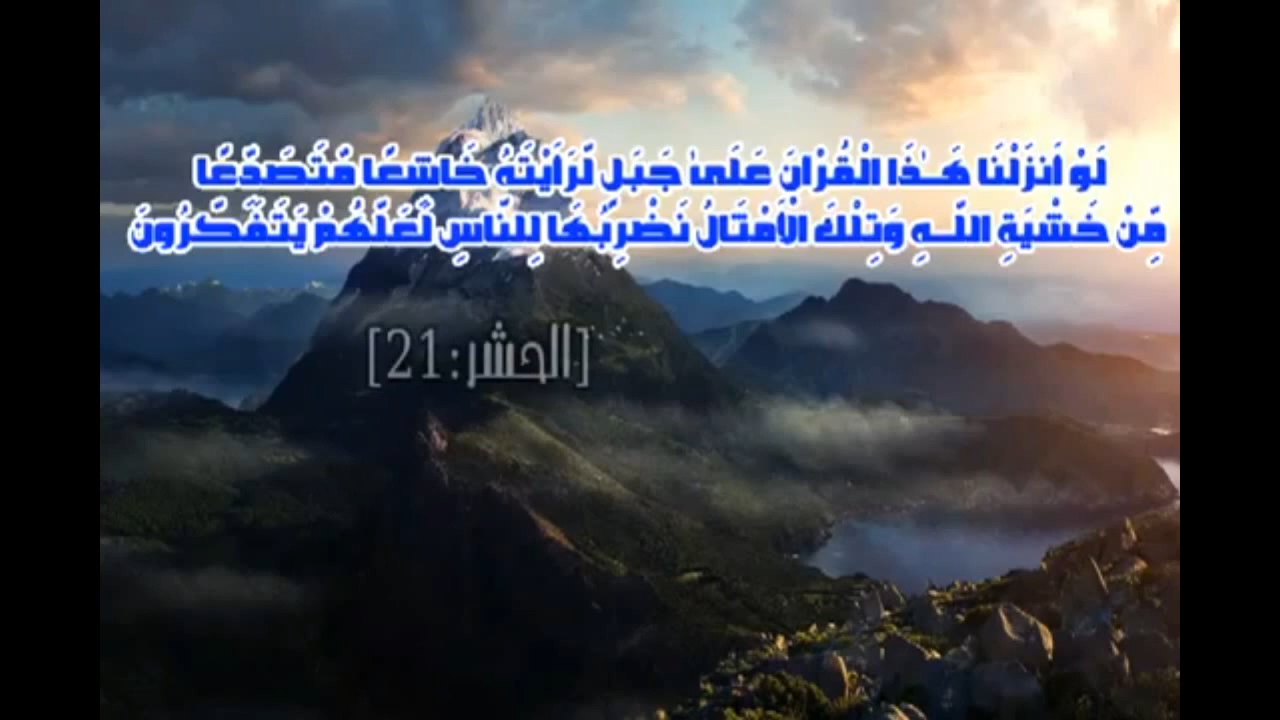 لَوْ أَنزَلْنَا هَـٰذَا الْقُرْآنَ عَلَىٰ جَبَلٍ لَّرَأَيْتَهُ خَاشِعًا مُّتَصَدِّعًا
مِّنْ خَشْيَةِ اللَّـهِ وَتِلْكَ الْأَمْثَالُ نَضْرِبُهَا لِلنَّاسِ لَعَلَّهُمْ يَتَفَكَّرُونَ
[الحشر:21]